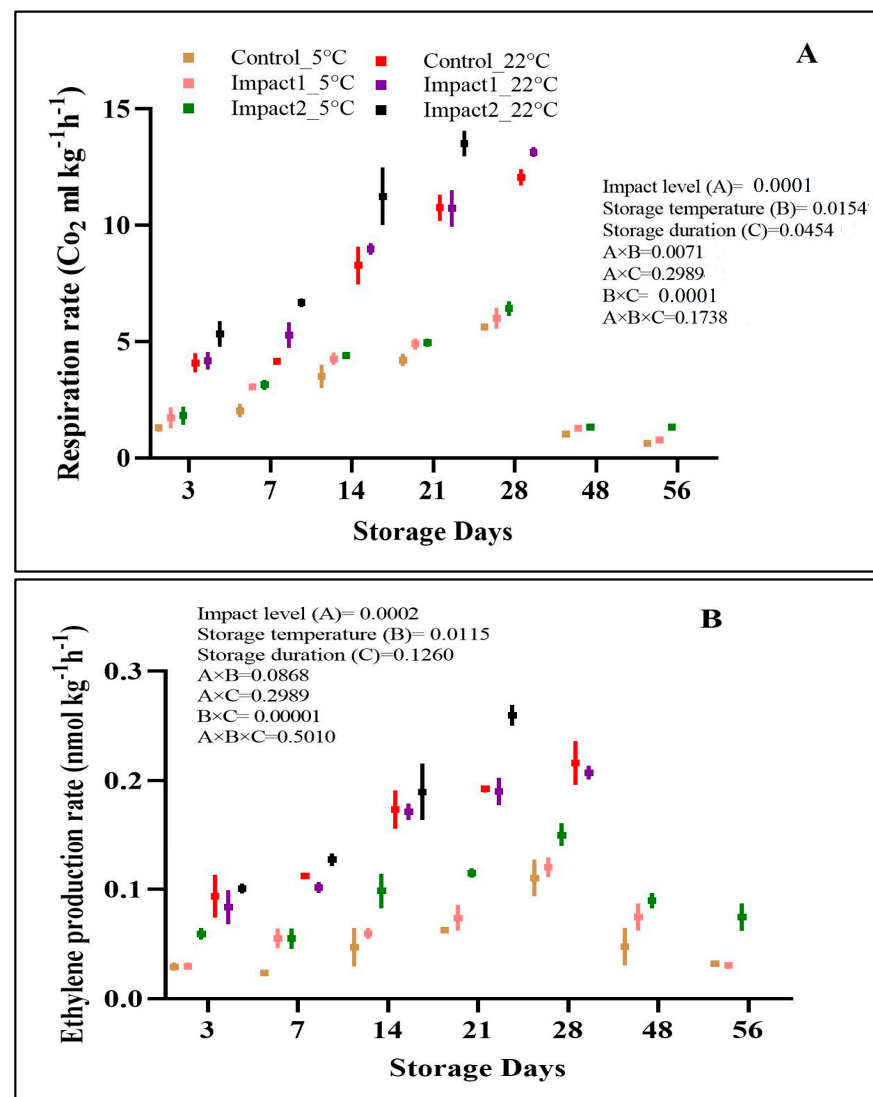 A
Control_5°C Control_22°C
Impact1_5°C Impact1_22°C
Impact2_5°C Impact2_22°C
Respiration rate (Co₂ ml kg⁻¹h⁻¹)
15
10
5
0
Impact level (A)= 0.0001
Storage temperature (B)= 0.0154
Storage duration (C)=0.0454
A×B=0.0071
A×C=0.2989
B×C= 0.0001
A×B×C=0.1738
3 7 14 21 28 48 56
Storage Days
B
Impact level (A)= 0.0002
Storage temperature (B)= 0.0115
Storage duration (C)=0.1260
A×B=0.0868
A×C=0.2989
B×C= 0.00001
A×B×C=0.5010
Ethylene production rate (nmol kg⁻¹h⁻¹)
0.3
0.2
0.1
0.0
3 7 14 21 28 48 56
Storage Days